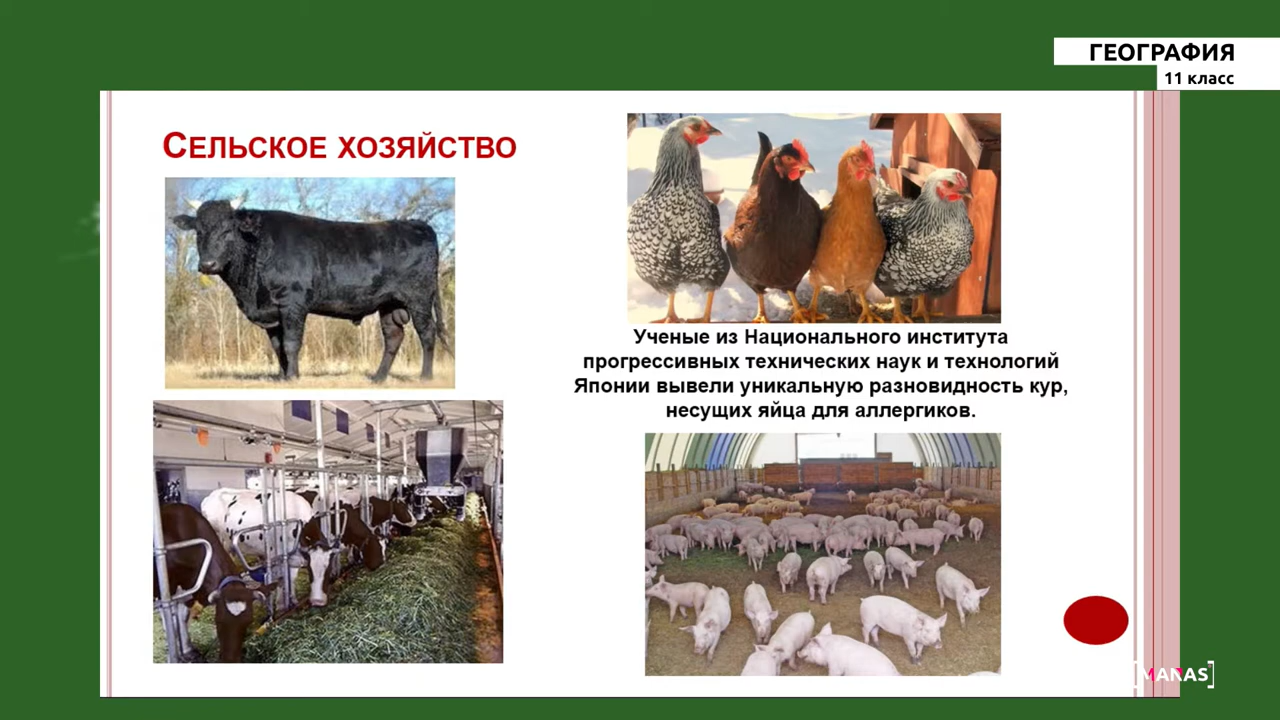 ГЕОГРАФИЯ
11 класс
СЕЛЬСКОЕ ХОЗЯЙСТВО
Ученые из Национального института
прогрессивных технических наук и технологий
Японии вывели уникальную разновидность кур,
несущих яйца для аллергиков.
[MANAS]